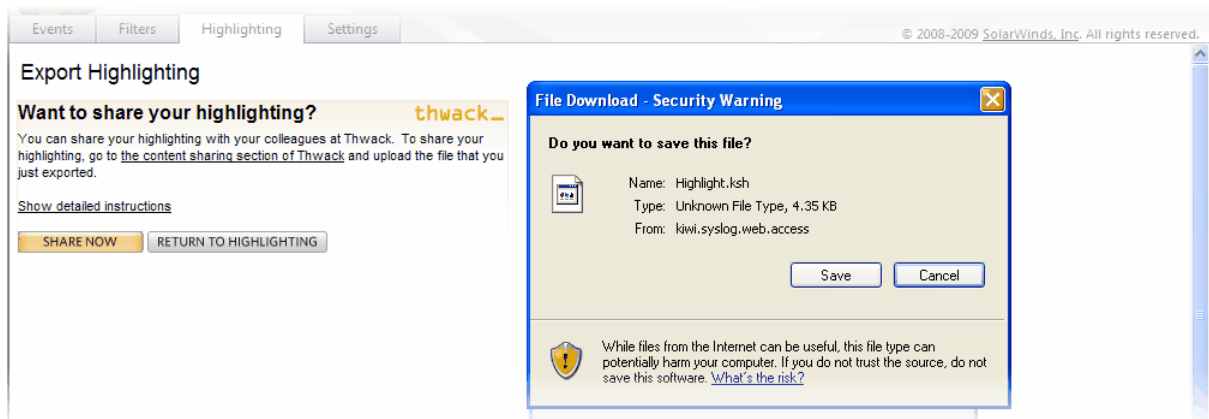 Events Filters Highlighting Settings
© 2008-2009 SolarWinds, Inc. All rights reserved.
Export Highlighting
Want to share your highlighting?
thwack_
You can share your highlighting with your colleagues at Thwack. To share your
highlighting, go to the content sharing section of Thwack and upload the file that you
just exported.
Show detailed instructions
SHARE NOW RETURN TO HIGHLIGHTING
File Download - Security Warning
Do you want to save this file?
Name: Highlight.ksh
Type: Unknown File Type, 4.35 KB
From: kiwi.syslog.web.access
Save Cancel
While files from the Internet can be useful, this file type can
potentially harm your computer. If you do not trust the source, do not
save this software. What's the risk?